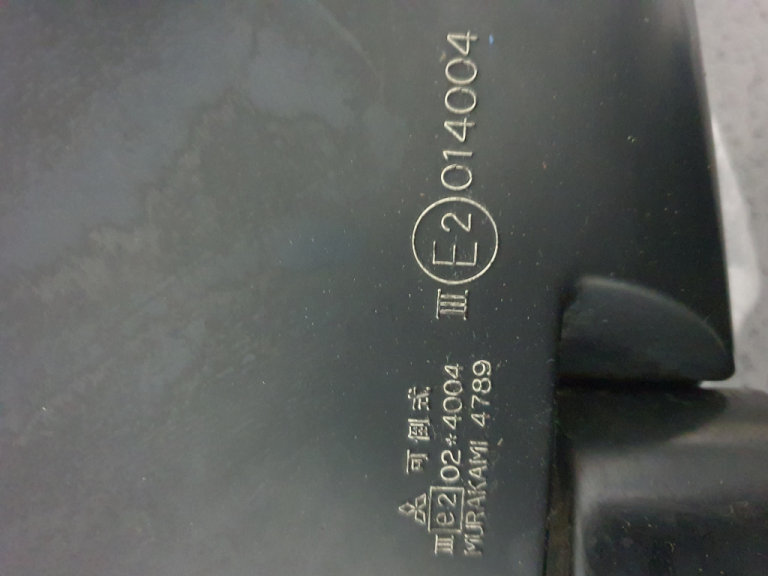 III E2 014004
可倒式
III e2 02*4004
MURAKAMI 4789